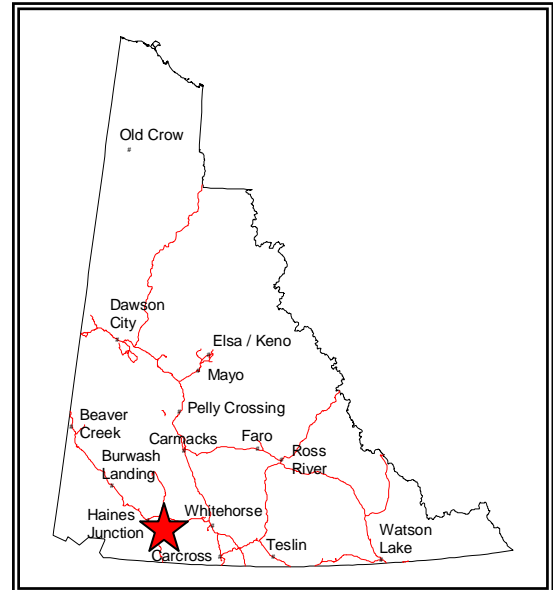 Old Crow
Dawson
City
Elsa / Keno
Mayo
Pelly Crossing
Beaver
Creek
Carmacks
Faro
Ross
River
Burwash
Landing
Haines
Junction
Whitehorse
Carcross
Teslin
Watson
Lake